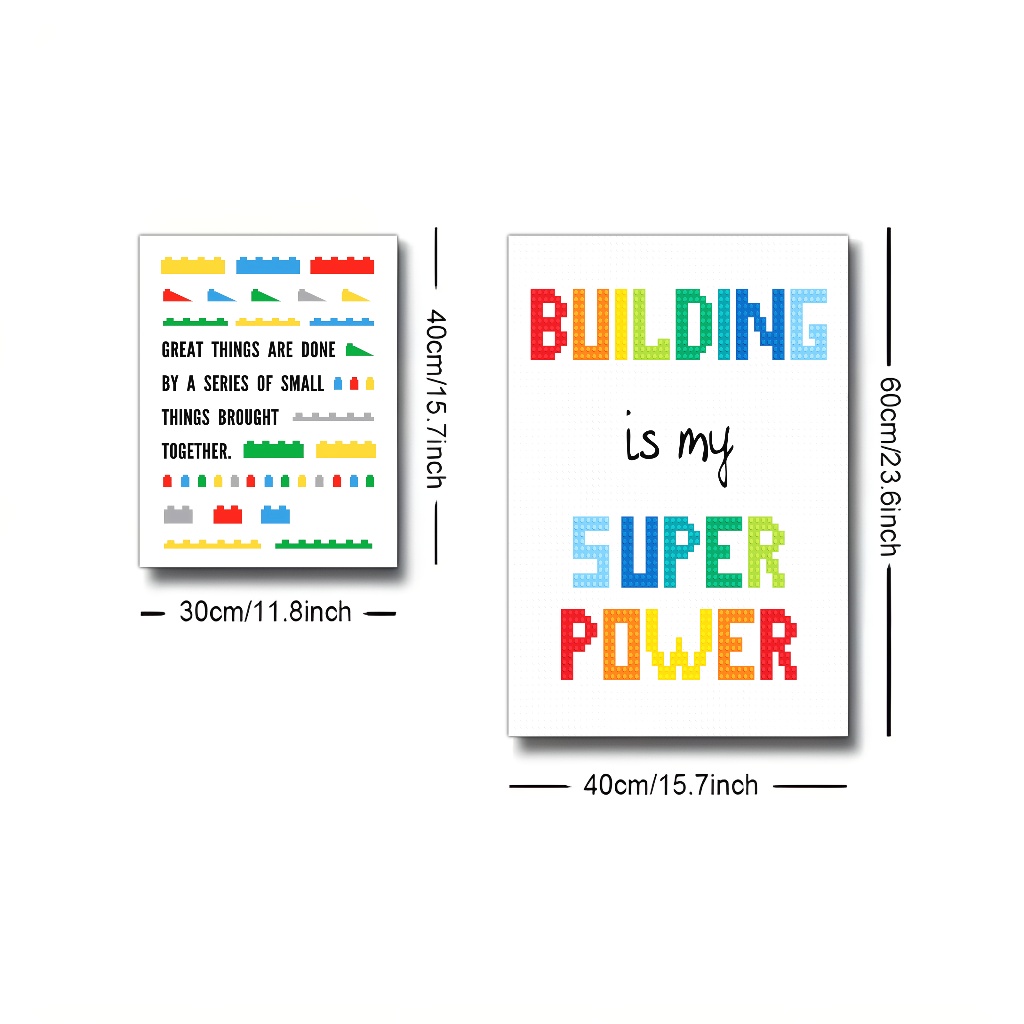 GREAT THINGS ARE DONE
BY A SERIES OF SMALL
THINGS BROUGHT
TOGETHER.
40cm/15.7inch
30cm/11.8inch
BUILDING
is my
SUPER
POWER
60cm/23.6inch
40cm/15.7inch